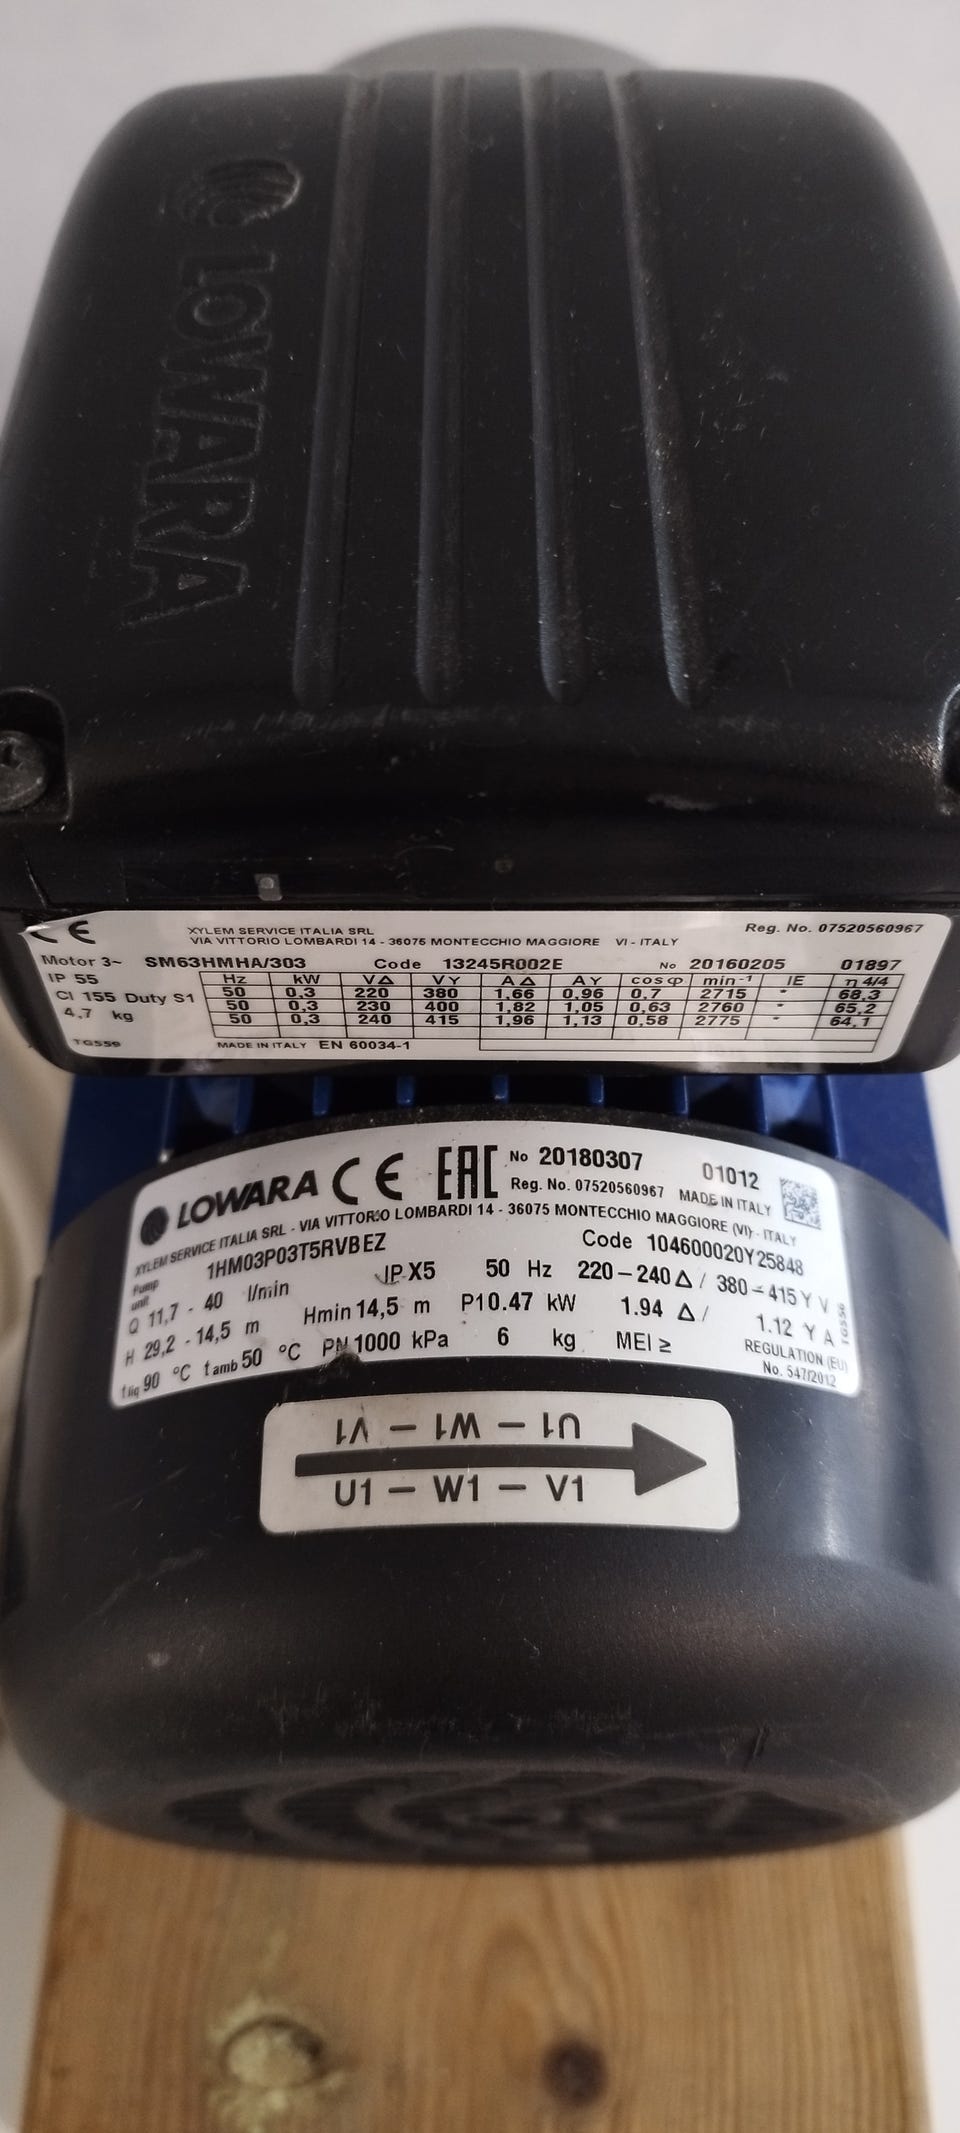 LOWARA
CE XYLEM SERVICE ITALIA SRL Reg. No. 07520560967
VIA VITTORIO LOMBARDI 14 - 36075 MONTECCHIO MAGGIORE VI - ITALY
Motor 3~ SM63HMHA/303 Code 13245R002E No 20160205 01897
IP 55 Hz kW V△ VY A△ AY cosφ min⁻¹ IE η 4/4
Cl 155 Duty S1 50 0,3 220 380 1,66 0,96 0,7 2715 - 68,3
50 0,3 230 400 1,82 1,05 0,63 2760 - 65,2
4,7 kg 50 0,3 240 415 1,96 1,13 0,58 2775 - 64,1
TG559 MADE IN ITALY EN 60034-1
LOWARA CE EAC No 20180307 01012
Reg. No. 07520560967 MADE IN ITALY
XYLEM SERVICE ITALIA SRL - VIA VITTORIO LOMBARDI 14 - 36075 MONTECCHIO MAGGIORE (VI) - ITALY
Pump unit 1HM03P03T5RVBEZ Code 104600020Y25848
Q 11,7 - 40 l/min IP X5 50 Hz 220-240 △ / 380-415 Y V
H 29,2 - 14,5 m Hmin 14,5 m P1 0.47 kW 1.94 △ / 1.12 Y A
tliq 90 °C tamb 50 °C PN 1000 kPa 6 kg MEI ≥ REGULATION (EU)
No. 547/2012
TG556
U1 - W1 - V1
U1 - W1 - V1